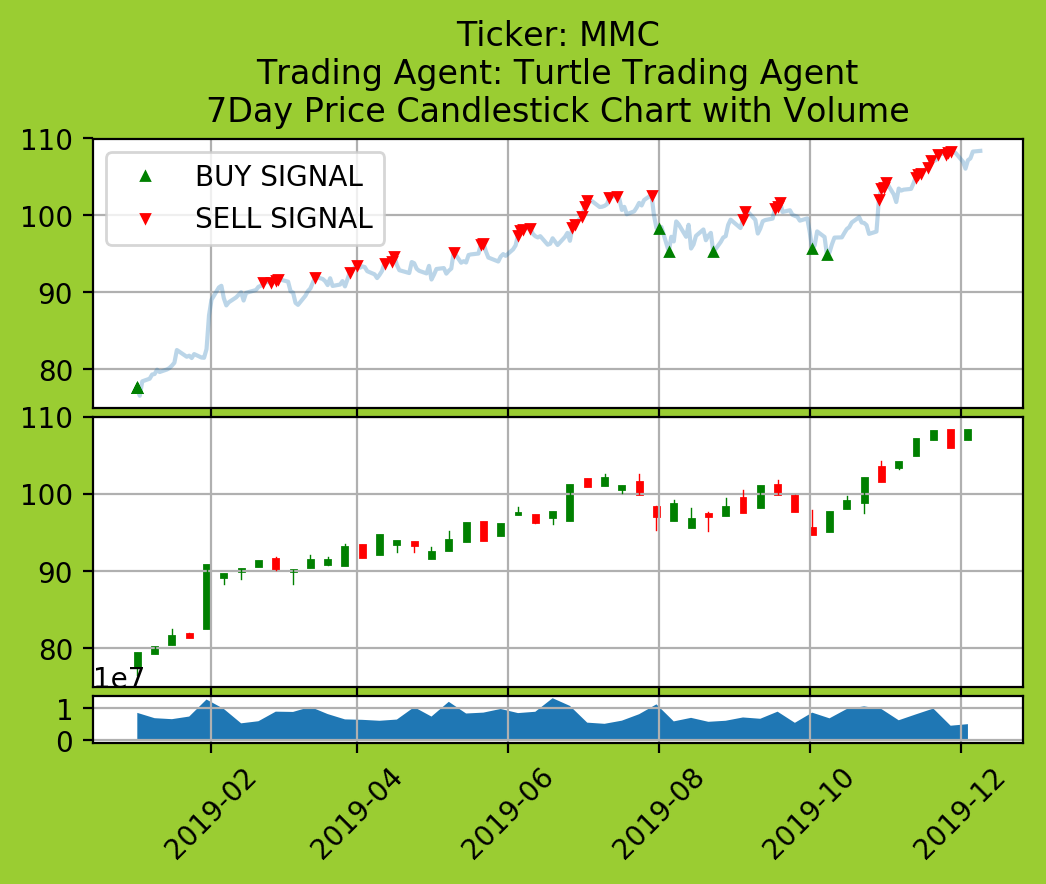 Ticker: MMC
Trading Agent: Turtle Trading Agent
7Day Price Candlestick Chart with Volume
110
BUY SIGNAL
SELL SIGNAL
100
90
80
110
100
90
80
1e7
1
0
2019-02
2019-04
2019-06
2019-08
2019-10
2019-12